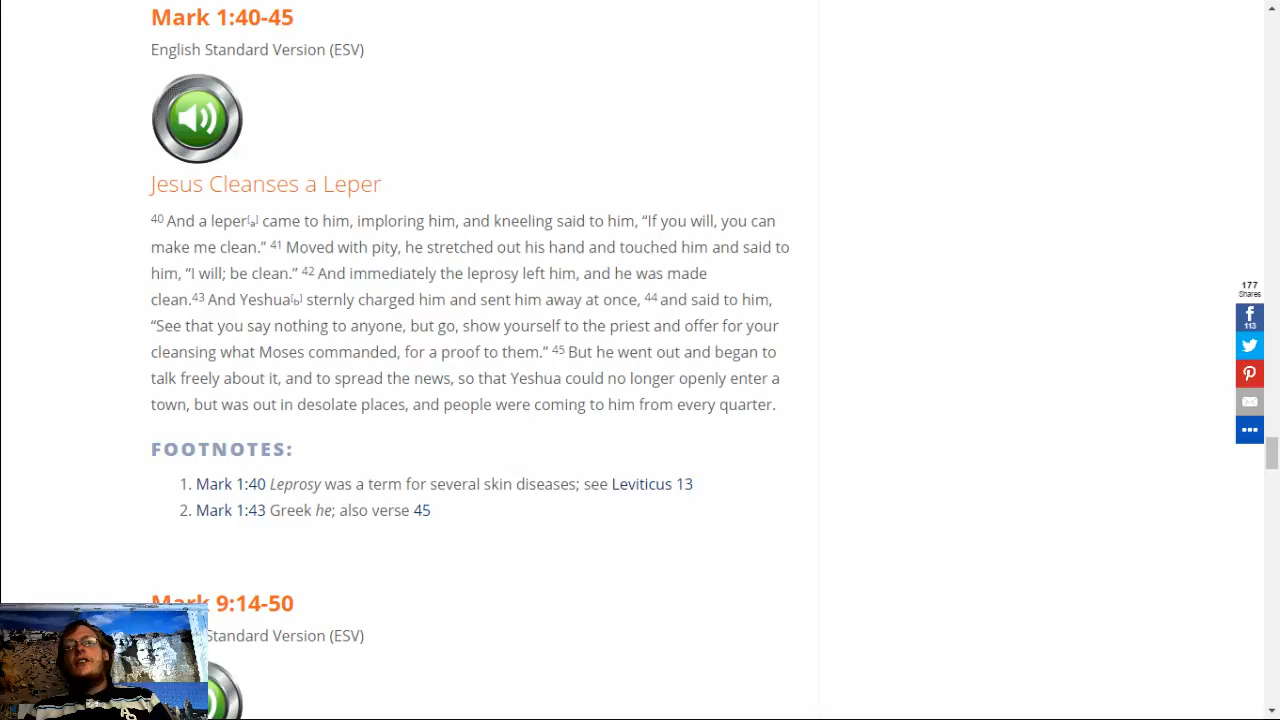 Mark 1:40-45
English Standard Version (ESV)
Jesus Cleanses a Leper
40 And a leper[a] came to him, imploring him, and kneeling said to him, “If you will, you can
make me clean.” 41 Moved with pity, he stretched out his hand and touched him and said to
him, “I will; be clean.” 42 And immediately the leprosy left him, and he was made
clean.43 And Yeshua[b] sternly charged him and sent him away at once, 44 and said to him,
“See that you say nothing to anyone, but go, show yourself to the priest and offer for your
cleansing what Moses commanded, for a proof to them.” 45 But he went out and began to
talk freely about it, and to spread the news, so that Yeshua could no longer openly enter a
town, but was out in desolate places, and people were coming to him from every quarter.
FOOTNOTES:
1. Mark 1:40 Leprosy was a term for several skin diseases; see Leviticus 13
2. Mark 1:43 Greek he; also verse 45
Mark 9:14-50
Standard Version (ESV)
177
Shares
113